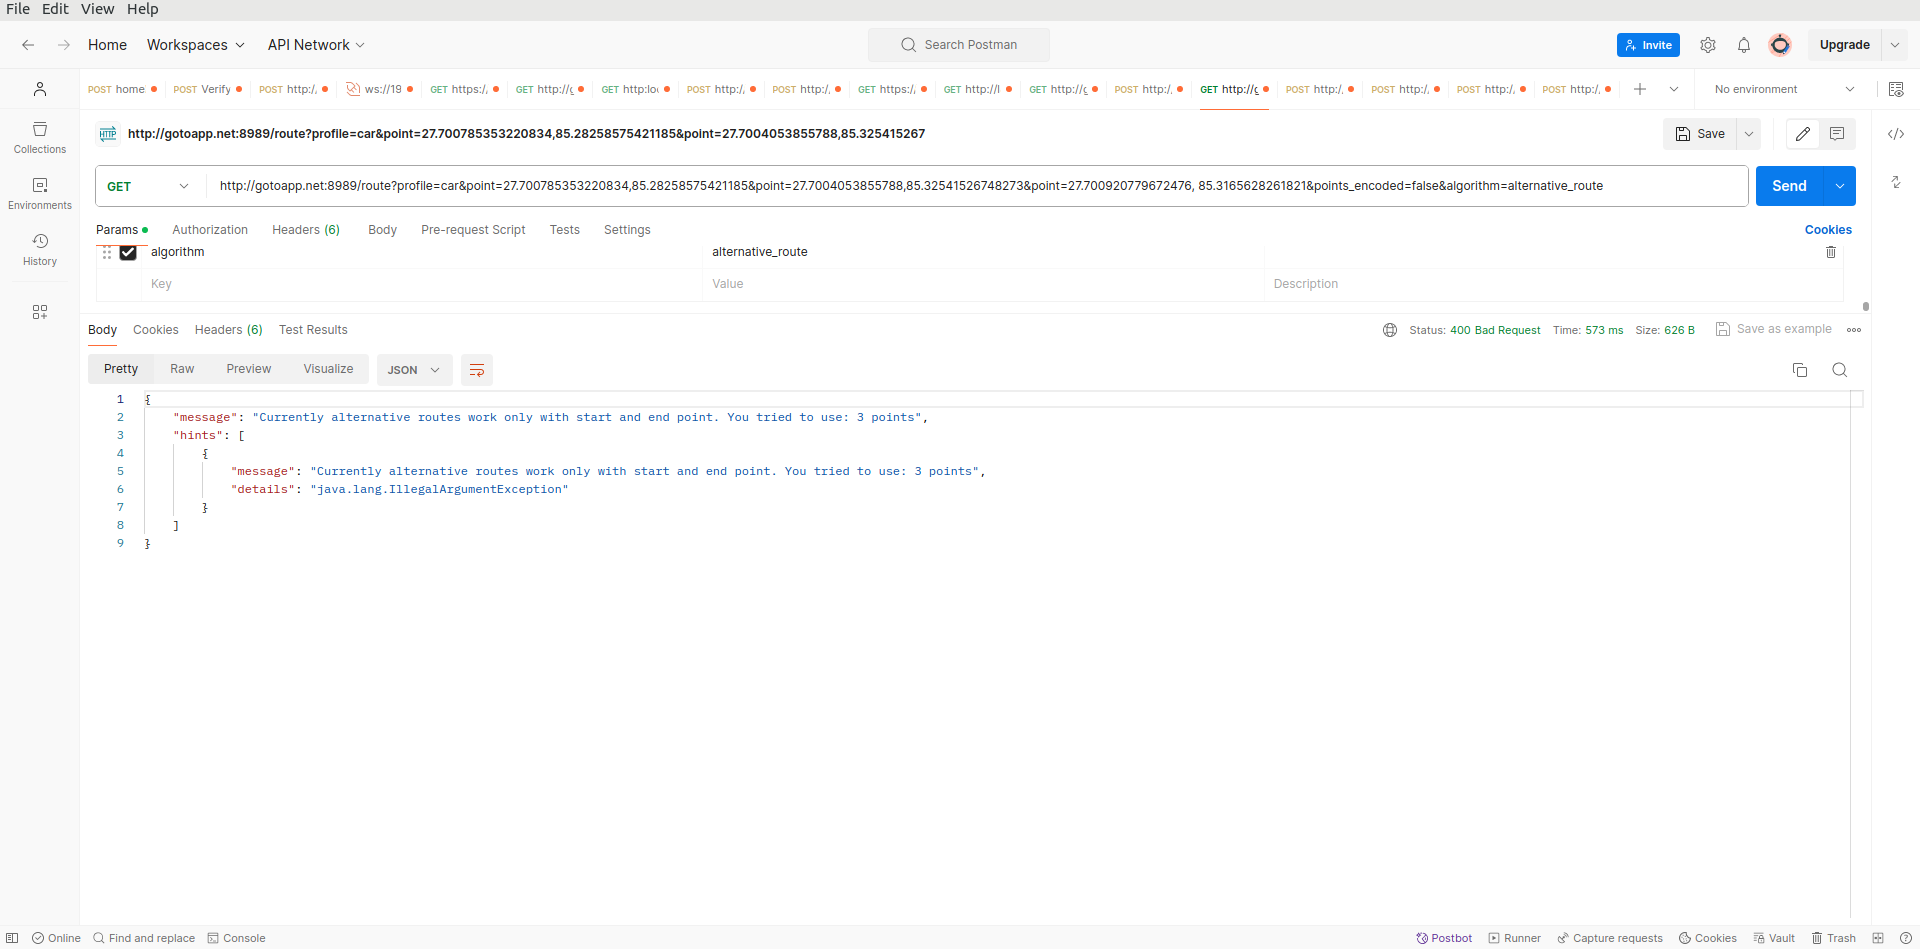 File Edit View Help
Home Workspaces API Network Search Postman Invite Upgrade
POST home POST Verify POST http:/, ws://19 GET https:/, GET http://g GET http:loc POST http:/, POST http:/, GET https:/, GET http://l GET http://g POST http:/, GET http://g POST http:/, POST http:/, POST http:/, POST http:/, No environment
HTTP http://gotoapp.net:8989/route?profile=car&point=27.700785353220834,85.28258575421185&point=27.7004053855788,85.325415267 Save
GET http://gotoapp.net:8989/route?profile=car&point=27.700785353220834,85.28258575421185&point=27.7004053855788,85.32541526748273&point=27.700920779672476, 85.3165628261821&points_encoded=false&algorithm=alternative_route Send
Params Authorization Headers (6) Body Pre-request Script Tests Settings Cookies
algorithm alternative_route
Key Value Description
Body Cookies Headers (6) Test Results Status: 400 Bad Request Time: 573 ms Size: 626 B Save as example
Pretty Raw Preview Visualize JSON
1 {
2 "message": "Currently alternative routes work only with start and end point. You tried to use: 3 points",
3 "hints": [
4 {
5 "message": "Currently alternative routes work only with start and end point. You tried to use: 3 points",
6 "details": "java.lang.IllegalArgumentException"
7 }
8 ]
9 }
Collections
Environments
History
Online Find and replace Console Postbot Runner Capture requests Cookies Vault Trash